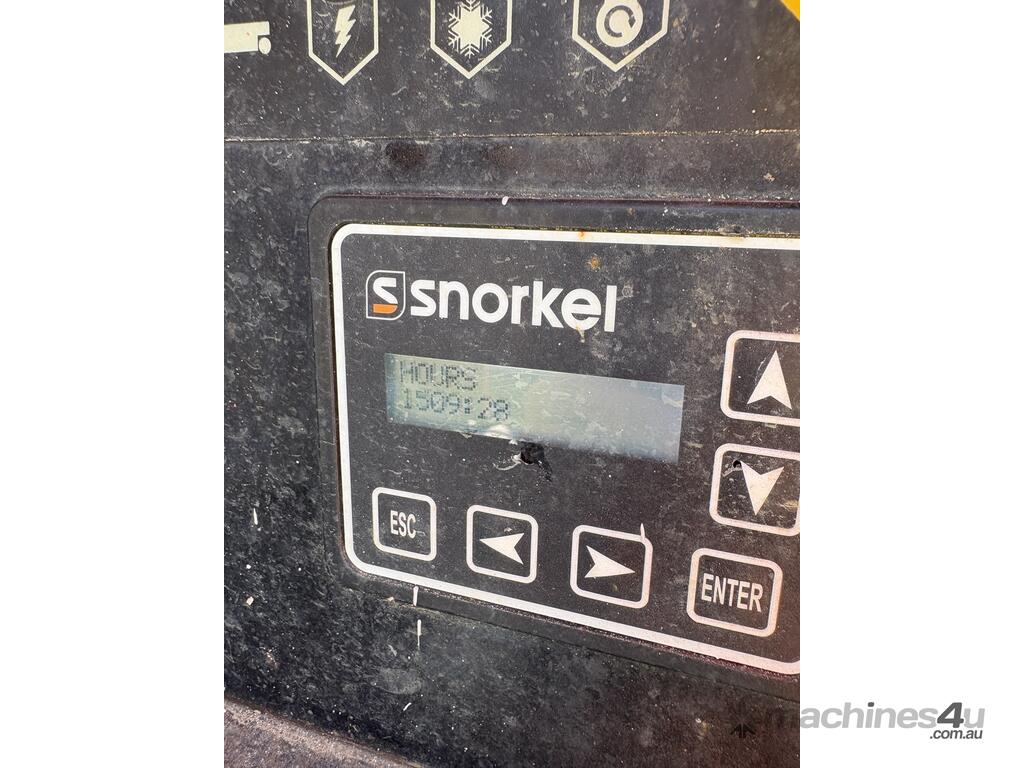 snorkel
HOURS
1509:28
ESC
ENTER
machines4u
.com.au